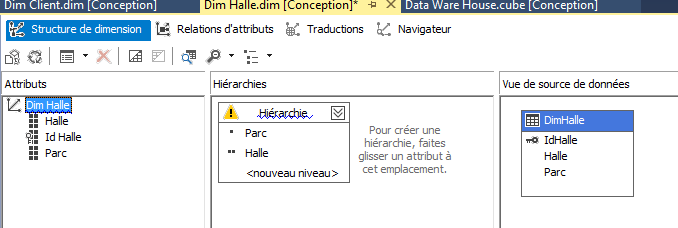 Dim Client.dim [Conception]
Dim Halle.dim [Conception]*
Data Ware House.cube [Conception]
Structure de dimension
Relations d'attributs
Traductions
Navigateur
Attributs
Dim Halle
Halle
Id Halle
Parc
Hiérarchies
Hiérarchie
Parc
Halle
<nouveau niveau>
Pour créer une
hiérarchie, faites
glisser un attribut à
cet emplacement.
Vue de source de données
DimHalle
IdHalle
Halle
Parc